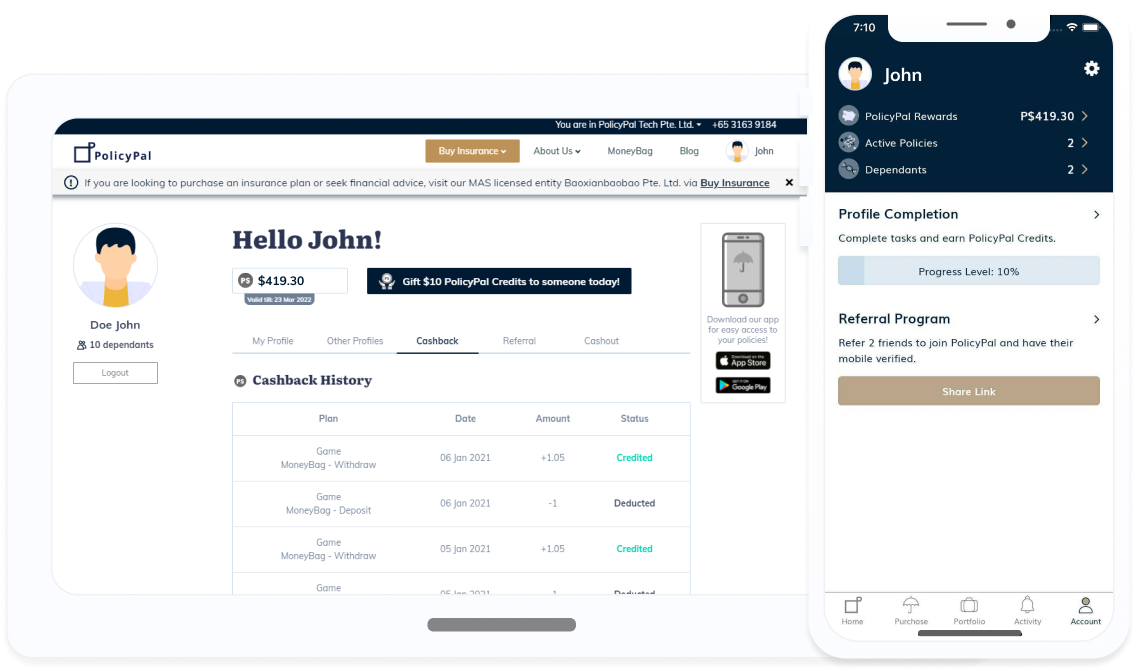 You are in PolicyPal Tech Pte. Ltd. +65 3163 9184
PolicyPal
Buy Insurance
About Us
MoneyBag
Blog
John
If you are looking to purchase an insurance plan or seek financial advice, visit our MAS licensed entity Baoxianbaobao Pte. Ltd. via Buy Insurance
Doe John
10 dependants
Logout
Hello John!
PS $419.30
Valid till: 23 Mar 2022
Gift $10 PolicyPal Credits to someone today!
My Profile Other Profiles Cashback Referral Cashout
PS Cashback History
Plan Date Amount Status
Game
MoneyBag - Withdraw 06 Jan 2021 +1.05 Credited
Game
MoneyBag - Deposit 06 Jan 2021 -1 Deducted
Game
MoneyBag - Withdraw 05 Jan 2021 +1.05 Credited
Game
05 Jan 2021 -1 Deducted
Download our app
for easy access to
your policies!
Download on the
App Store
GET IT ON
Google Play
7:10
John
PolicyPal Rewards P$419.30
Active Policies 2
Dependants 2
Profile Completion
Complete tasks and earn PolicyPal Credits.
Progress Level: 10%
Referral Program
Refer 2 friends to join PolicyPal and have their
mobile verified.
Share Link
Home Purchase Portfolio Activity Account